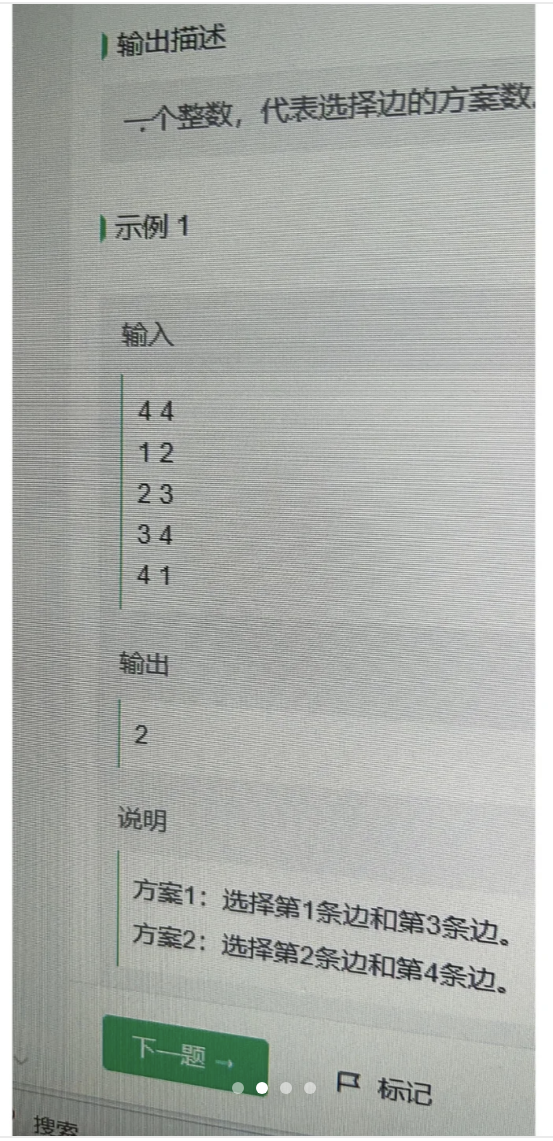 输出描述
一个整数，代表选择边的方案数
示例 1
输入
4 4
1 2
2 3
3 4
4 1
输出
2
说明
方案1：选择第1条边和第3条边。
方案2：选择第2条边和第4条边。
下一题 →
标记
搜索